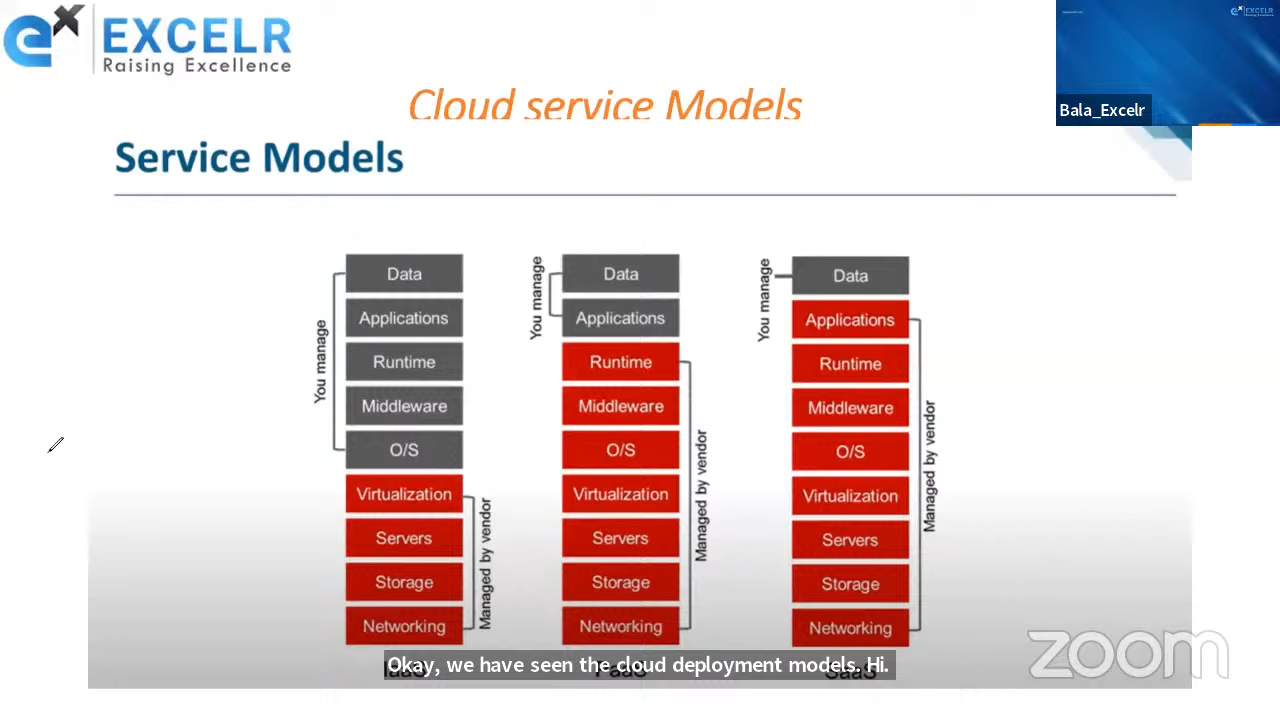 EXCELR
Raising Excellence
Bala_Excelr
Cloud service Models
Service Models
You manage
Data
Applications
Runtime
Middleware
O/S
Virtualization
Servers
Storage
Networking
Managed by vendor
You manage
Data
Applications
Runtime
Middleware
O/S
Virtualization
Servers
Storage
Networking
Managed by vendor
You manage
Data
Applications
Runtime
Middleware
O/S
Virtualization
Servers
Storage
Networking
Managed by vendor
IaaS
PaaS
SaaS
Okay, we have seen the cloud deployment models. Hi.
zoom